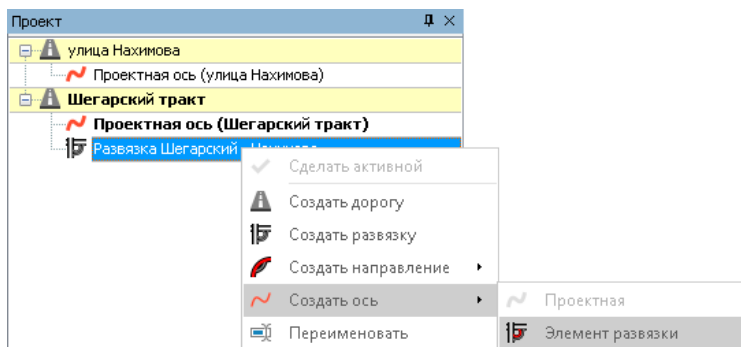 Проект
улица Нахимова
Проектная ось (улица Нахимова)
Шегарский тракт
Проектная ось (Шегарский тракт)
Развязка Шегарский
Сделать активной
Создать дорогу
Создать развязку
Создать направление
Создать ось
Проектная
Переименовать
Элемент развязки